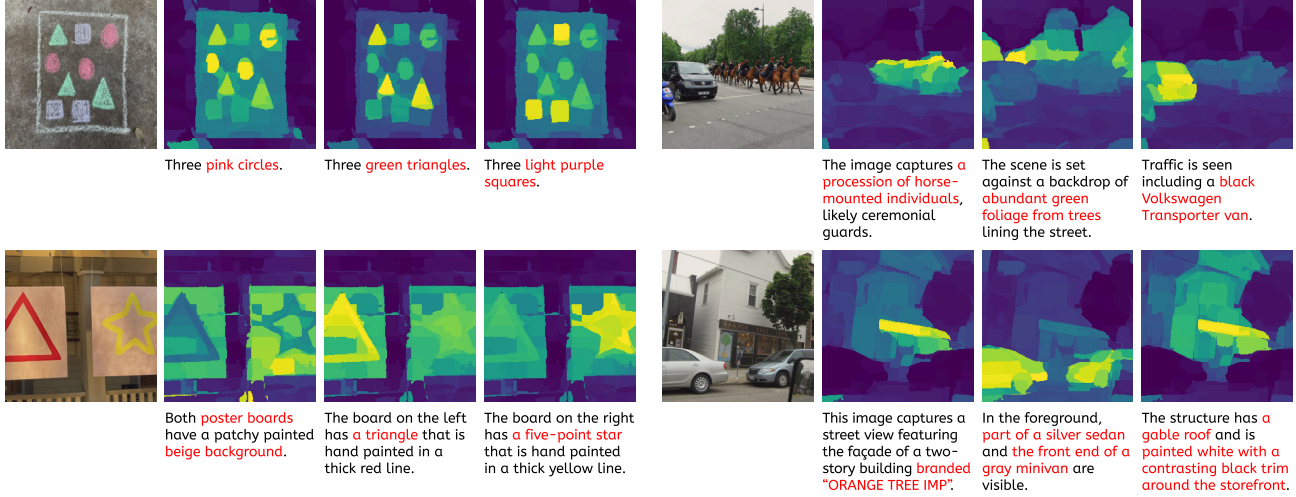 Three pink circles.
Three green triangles.
Three light purple
squares.
The image captures a
procession of horse-
mounted individuals,
likely ceremonial
guards.
The scene is set
against a backdrop of
abundant green
foliage from trees
lining the street.
Traffic is seen
including a black
Volkswagen
Transporter van.
Both poster boards
have a patchy painted
beige background.
The board on the left
has a triangle that is
hand painted in a
thick red line.
The board on the right
has a five-point star
that is hand painted
in a thick yellow line.
This image captures a
street view featuring
the façade of a two-
story building branded
“ORANGE TREE IMP”.
In the foreground,
part of a silver sedan
and the front end of a
gray minivan are
visible.
The structure has a
gable roof and is
painted white with a
contrasting black trim
around the storefront.